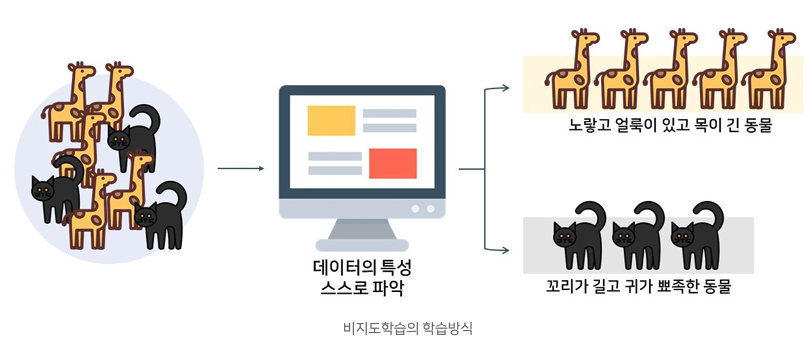 노랗고 얼룩이 있고 목이 긴 동물
데이터의 특성
스스로 파악
꼬리가 길고 귀가 뾰족한 동물
비지도학습의 학습방식